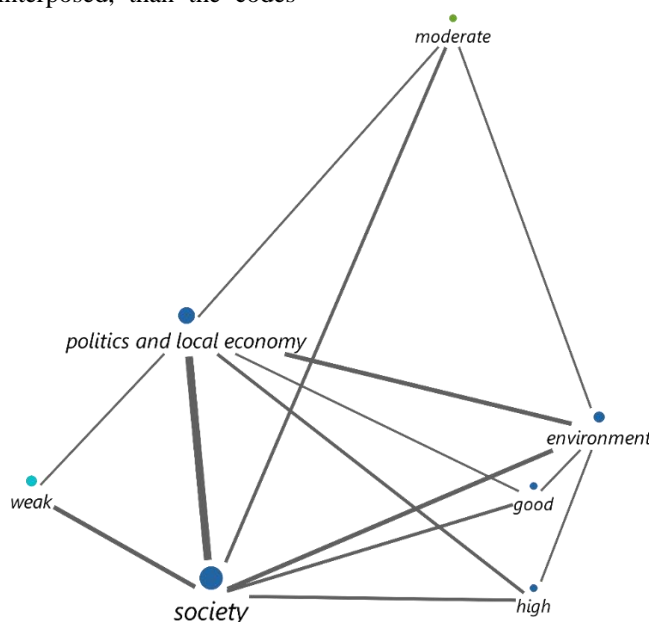 interposed, than the codes
moderate
politics and local economy
environment
weak
good
society
high